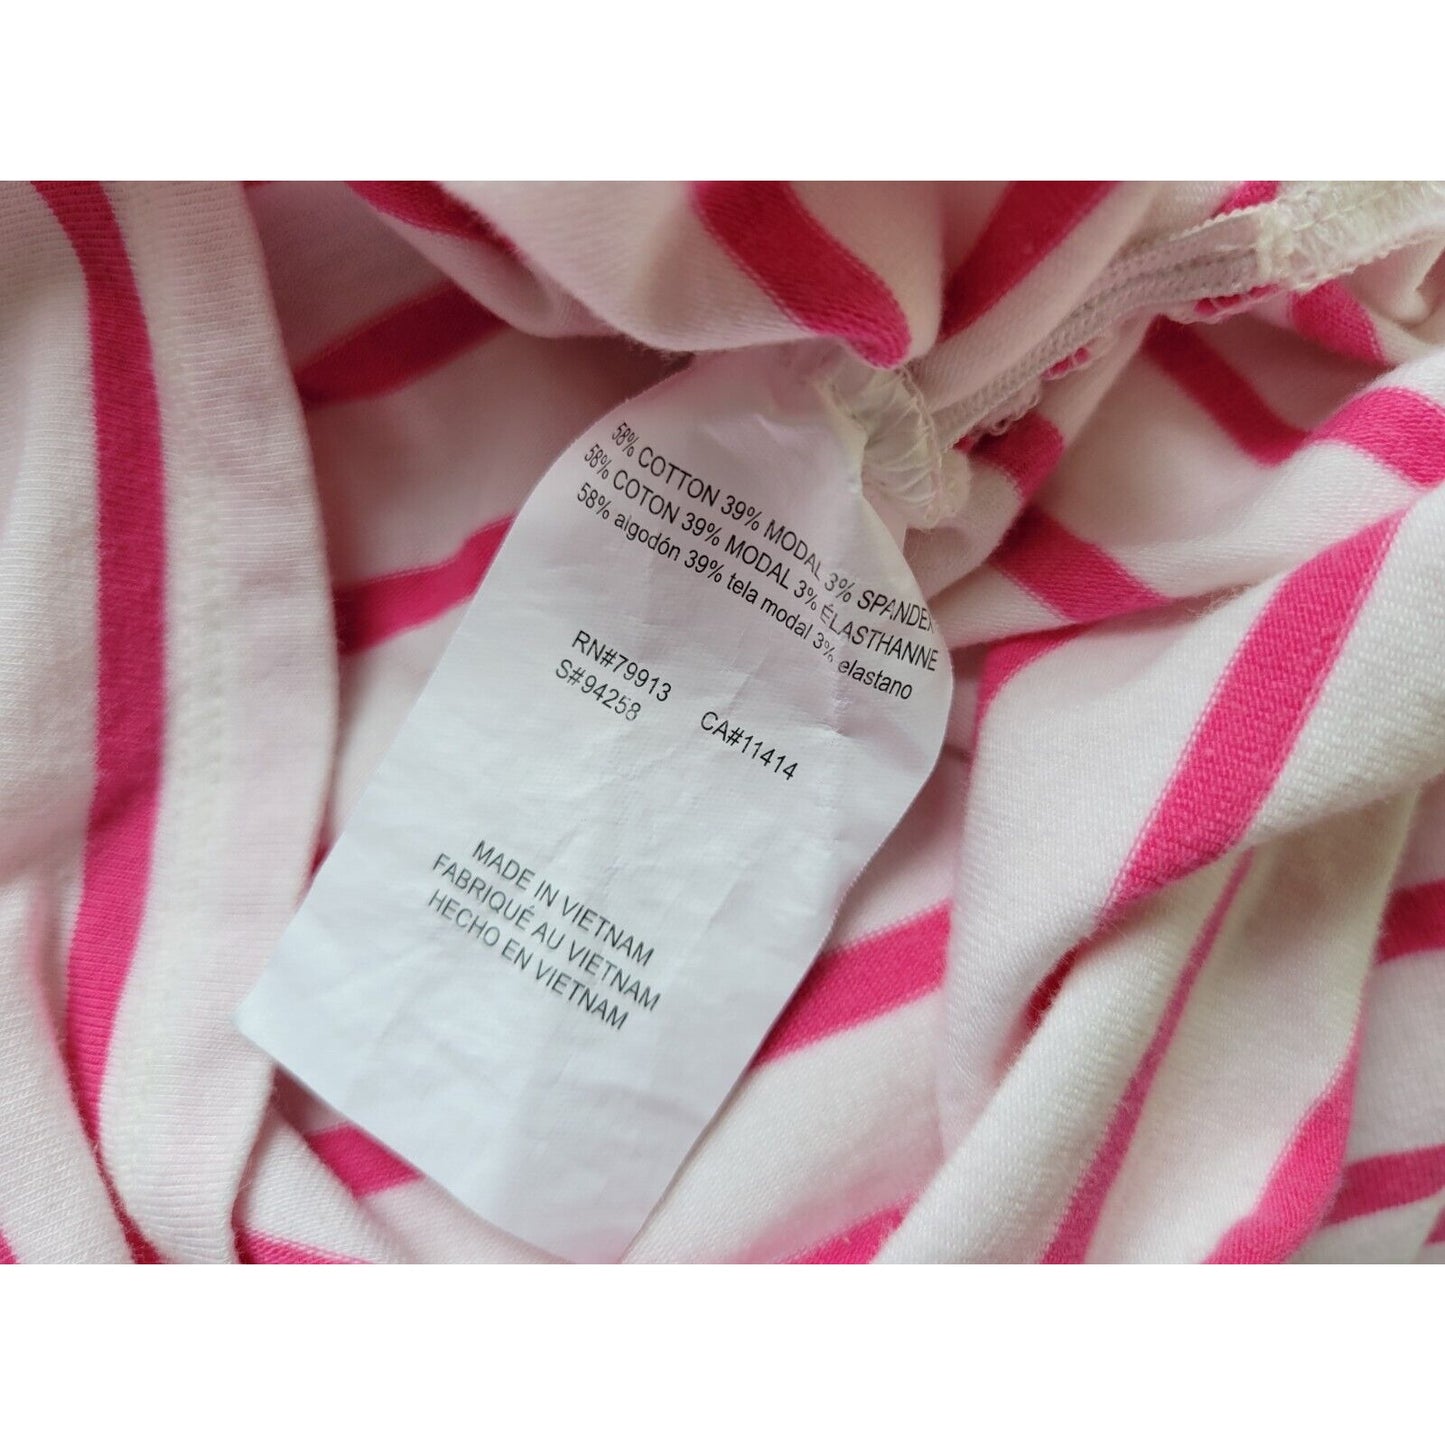 58% COTTON 39% MODAL 3% SPANDEX
58% COTON 39% MODAL 3% ÉLASTHANNE
58% algodón 39% tela modal 3% elastano
RN#79913 CA#11414
S#94258
MADE IN VIETNAM
FABRIQUÉ AU VIETNAM
HECHO EN VIETNAM